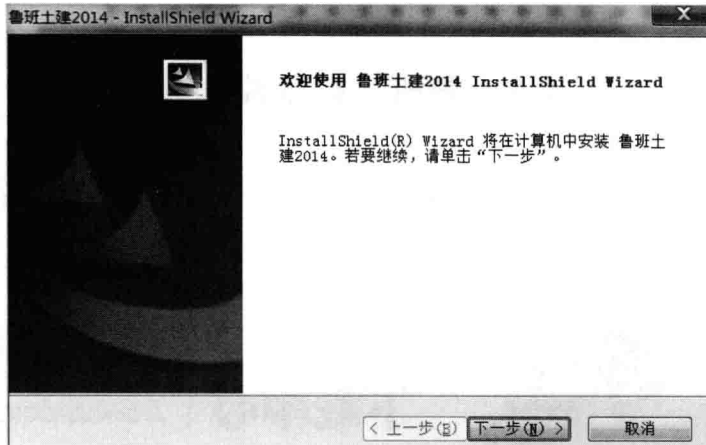 鲁班土建2014 - InstallShield Wizard
欢迎使用 鲁班土建2014 InstallShield Wizard
InstallShield(R) Wizard 将在计算机中安装 鲁班土
建2014。若要继续，请单击“下一步”。
< 上一步(B) 下一步(N) > 取消